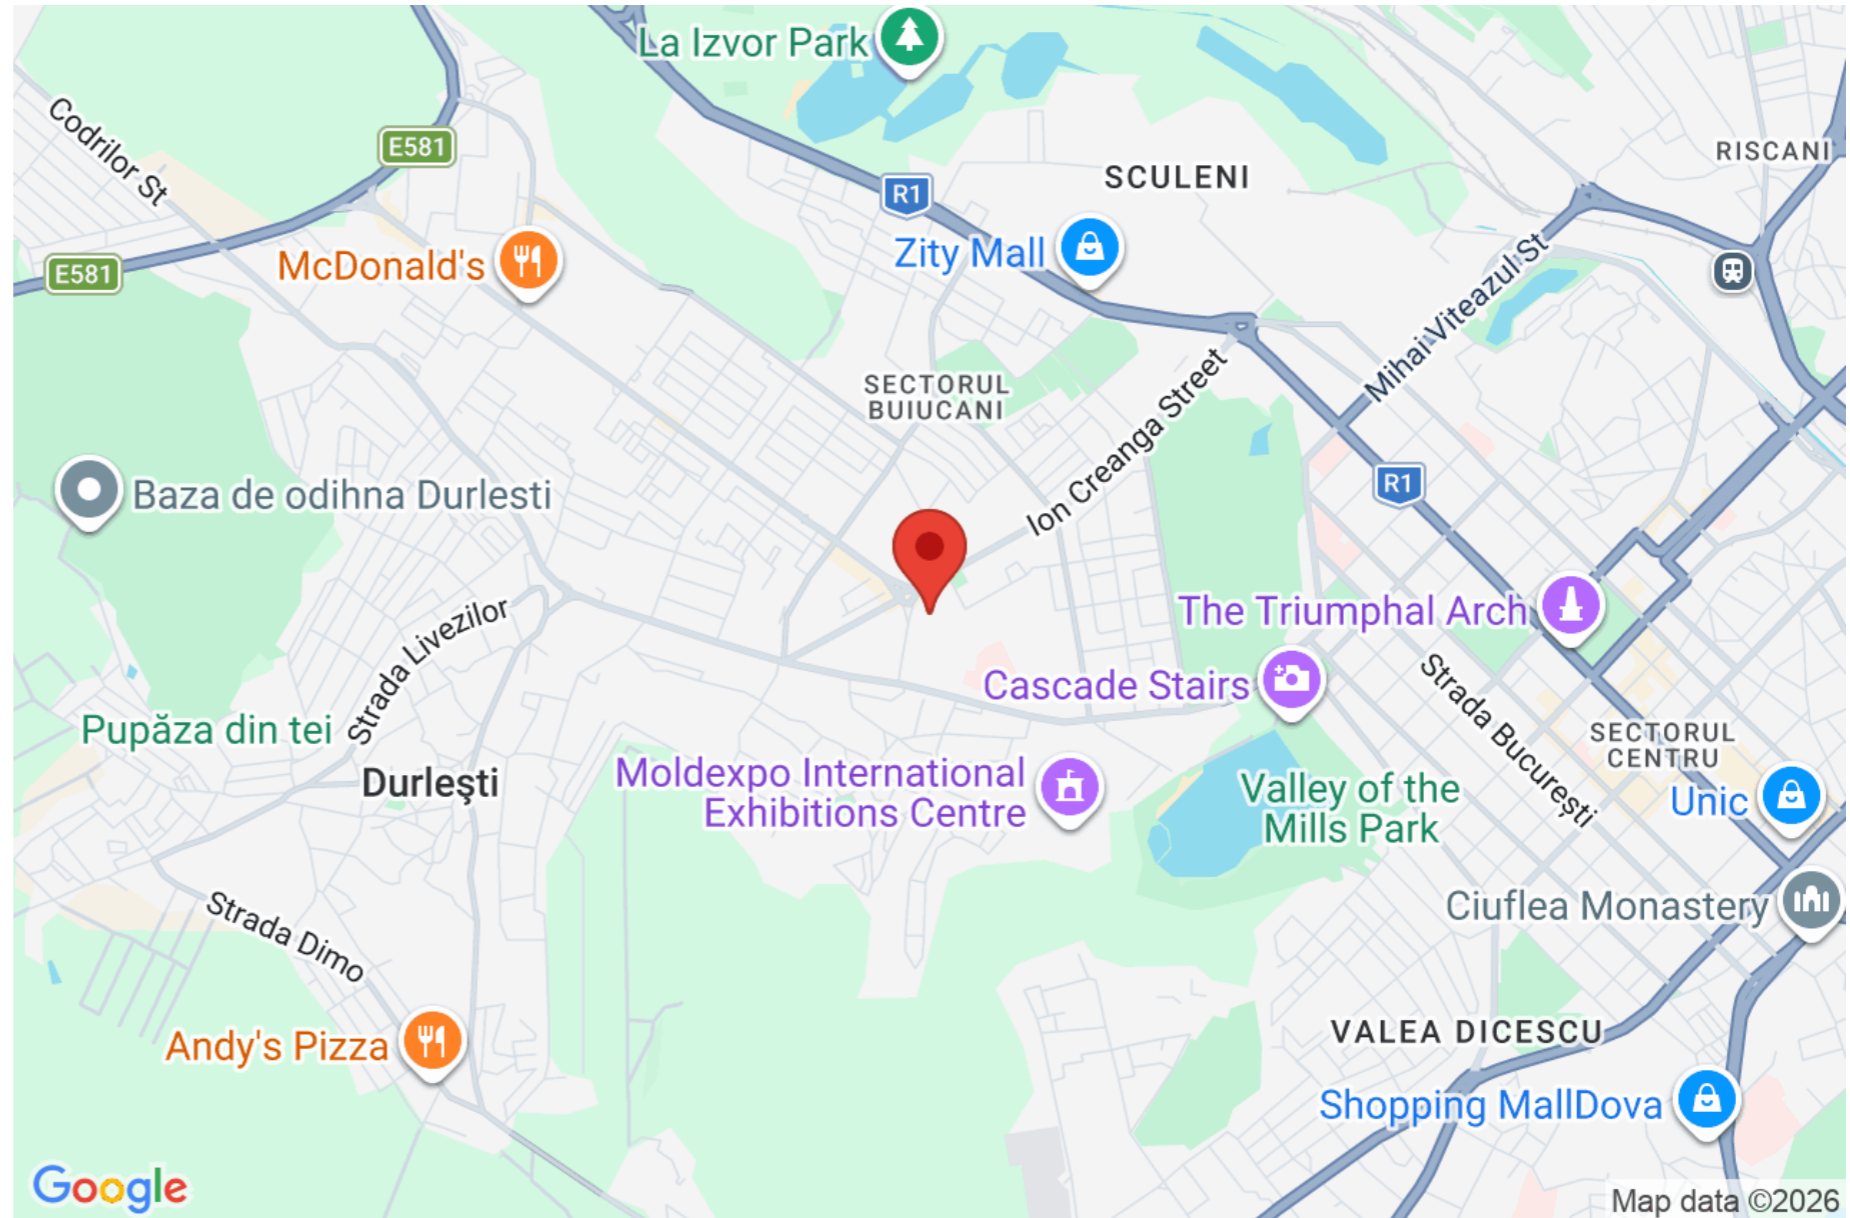 La Izvor Park
Codrilor St
E581
RISCANI
SCULENI
R1
Zity Mall
McDonald's
E581
Mihai Viteazul St
SECTORUL
BUIUCANI
Ion Creanga Street
Baza de odihna Durlesti
R1
The Triumphal Arch
Strada Livezilor
Cascade Stairs
Strada București
Pupăza din tei
SECTORUL
CENTRU
Durleşti
Moldexpo International
Exhibitions Centre
Valley of the
Mills Park
Unic
Ciuflea Monastery
Strada Dimo
VALEA DICESCU
Andy's Pizza
Shopping MallDova
Google
Map data ©2026